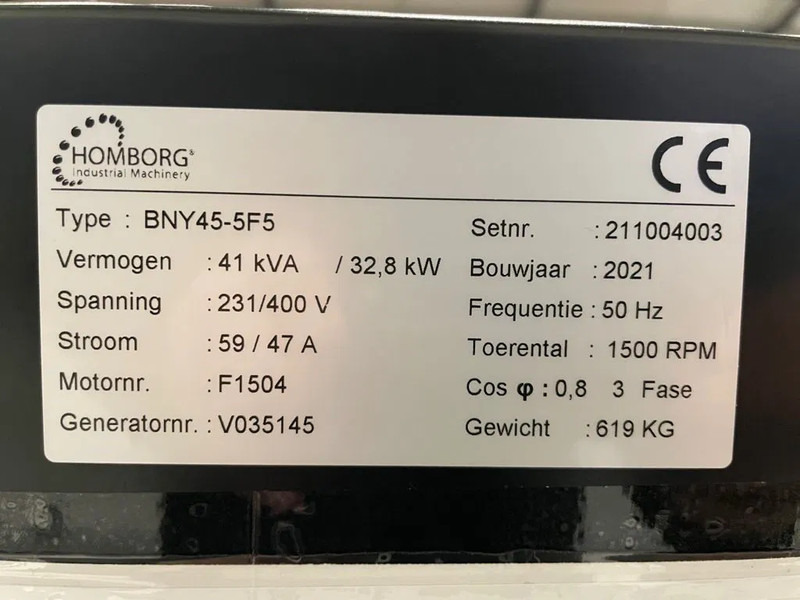 HOMBORG®
Industrial Machinery
CE
Type : BNY45-5F5
Vermogen : 41 kVA / 32,8 kW
Spanning : 231/400 V
Stroom : 59 / 47 A
Motornr. : F1504
Generatornr. : V035145
Setnr. : 211004003
Bouwjaar : 2021
Frequentie : 50 Hz
Toerental : 1500 RPM
Cos φ : 0,8 3 Fase
Gewicht : 619 KG